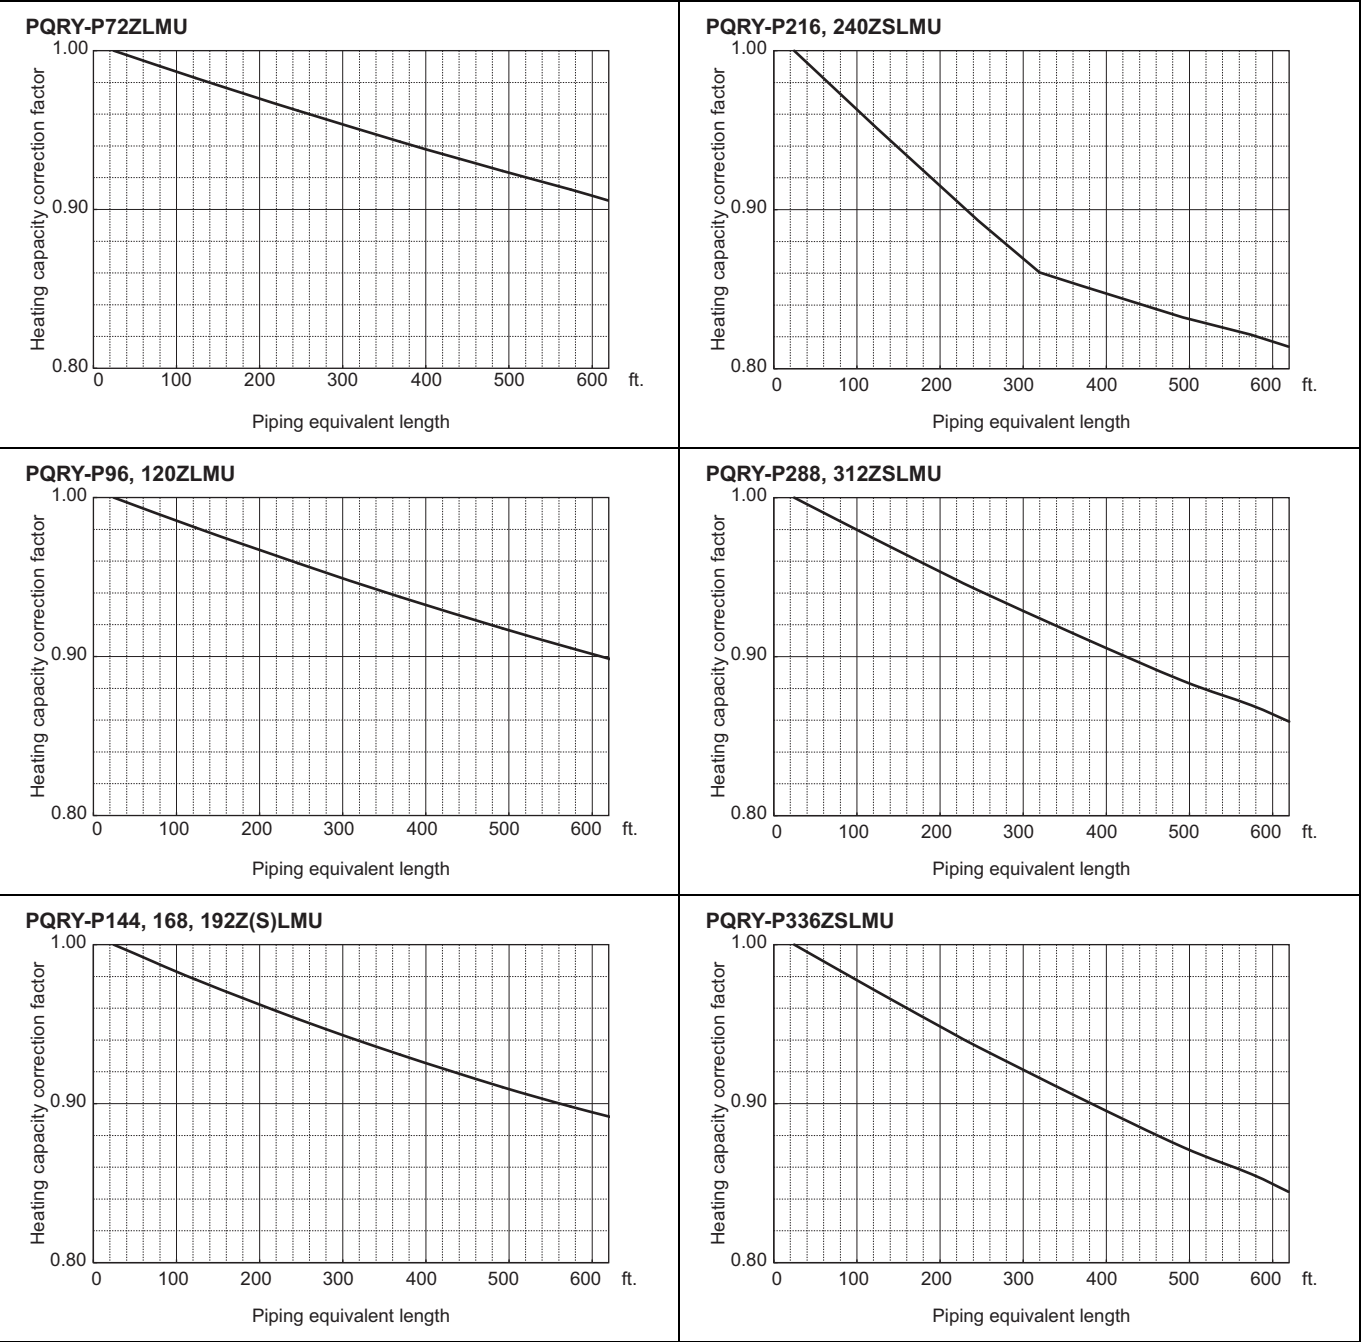 PQRY-P72ZLMU
1.00
0.90
0.80
Heating capacity correction factor
0 100 200 300 400 500 600 ft.
Piping equivalent length
PQRY-P216, 240ZSLMU
1.00
0.90
0.80
Heating capacity correction factor
0 100 200 300 400 500 600 ft.
Piping equivalent length
PQRY-P96, 120ZLMU
1.00
0.90
0.80
Heating capacity correction factor
0 100 200 300 400 500 600 ft.
Piping equivalent length
PQRY-P288, 312ZSLMU
1.00
0.90
0.80
Heating capacity correction factor
0 100 200 300 400 500 600 ft.
Piping equivalent length
PQRY-P144, 168, 192Z(S)LMU
1.00
0.90
0.80
Heating capacity correction factor
0 100 200 300 400 500 600 ft.
Piping equivalent length
PQRY-P336ZSLMU
1.00
0.90
0.80
Heating capacity correction factor
0 100 200 300 400 500 600 ft.
Piping equivalent length